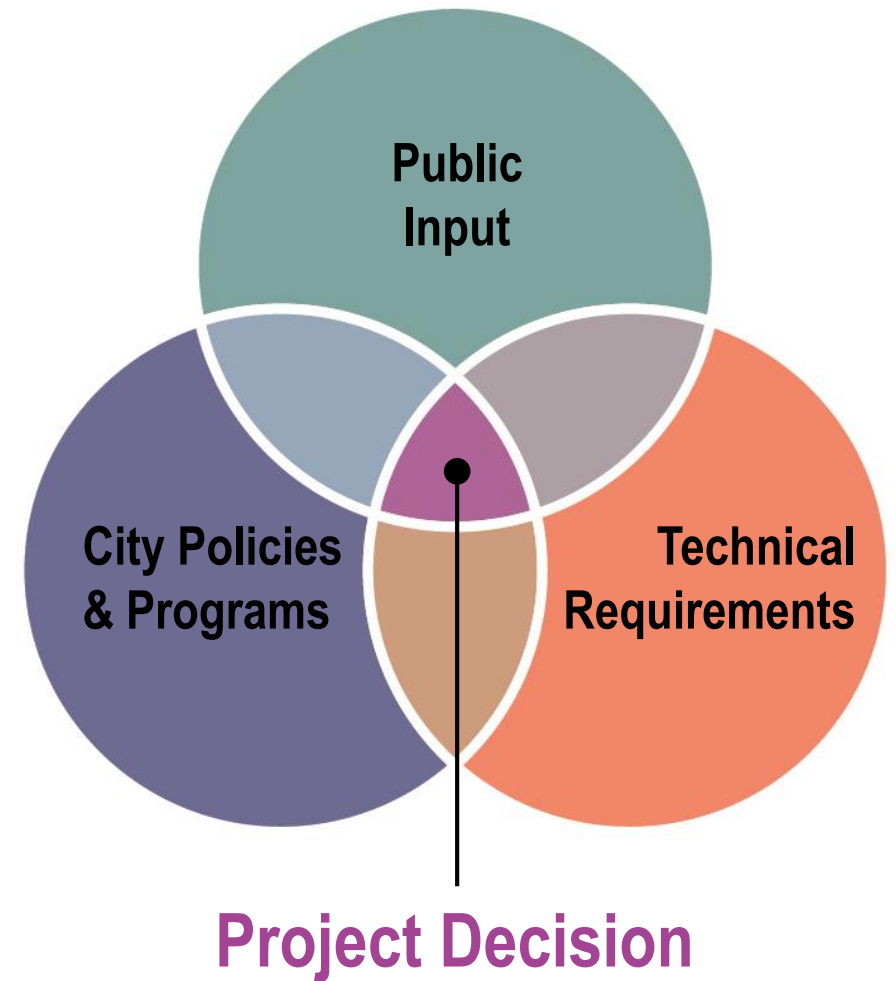 Public
Input
City Policies
& Programs
Technical
Requirements
Project Decision